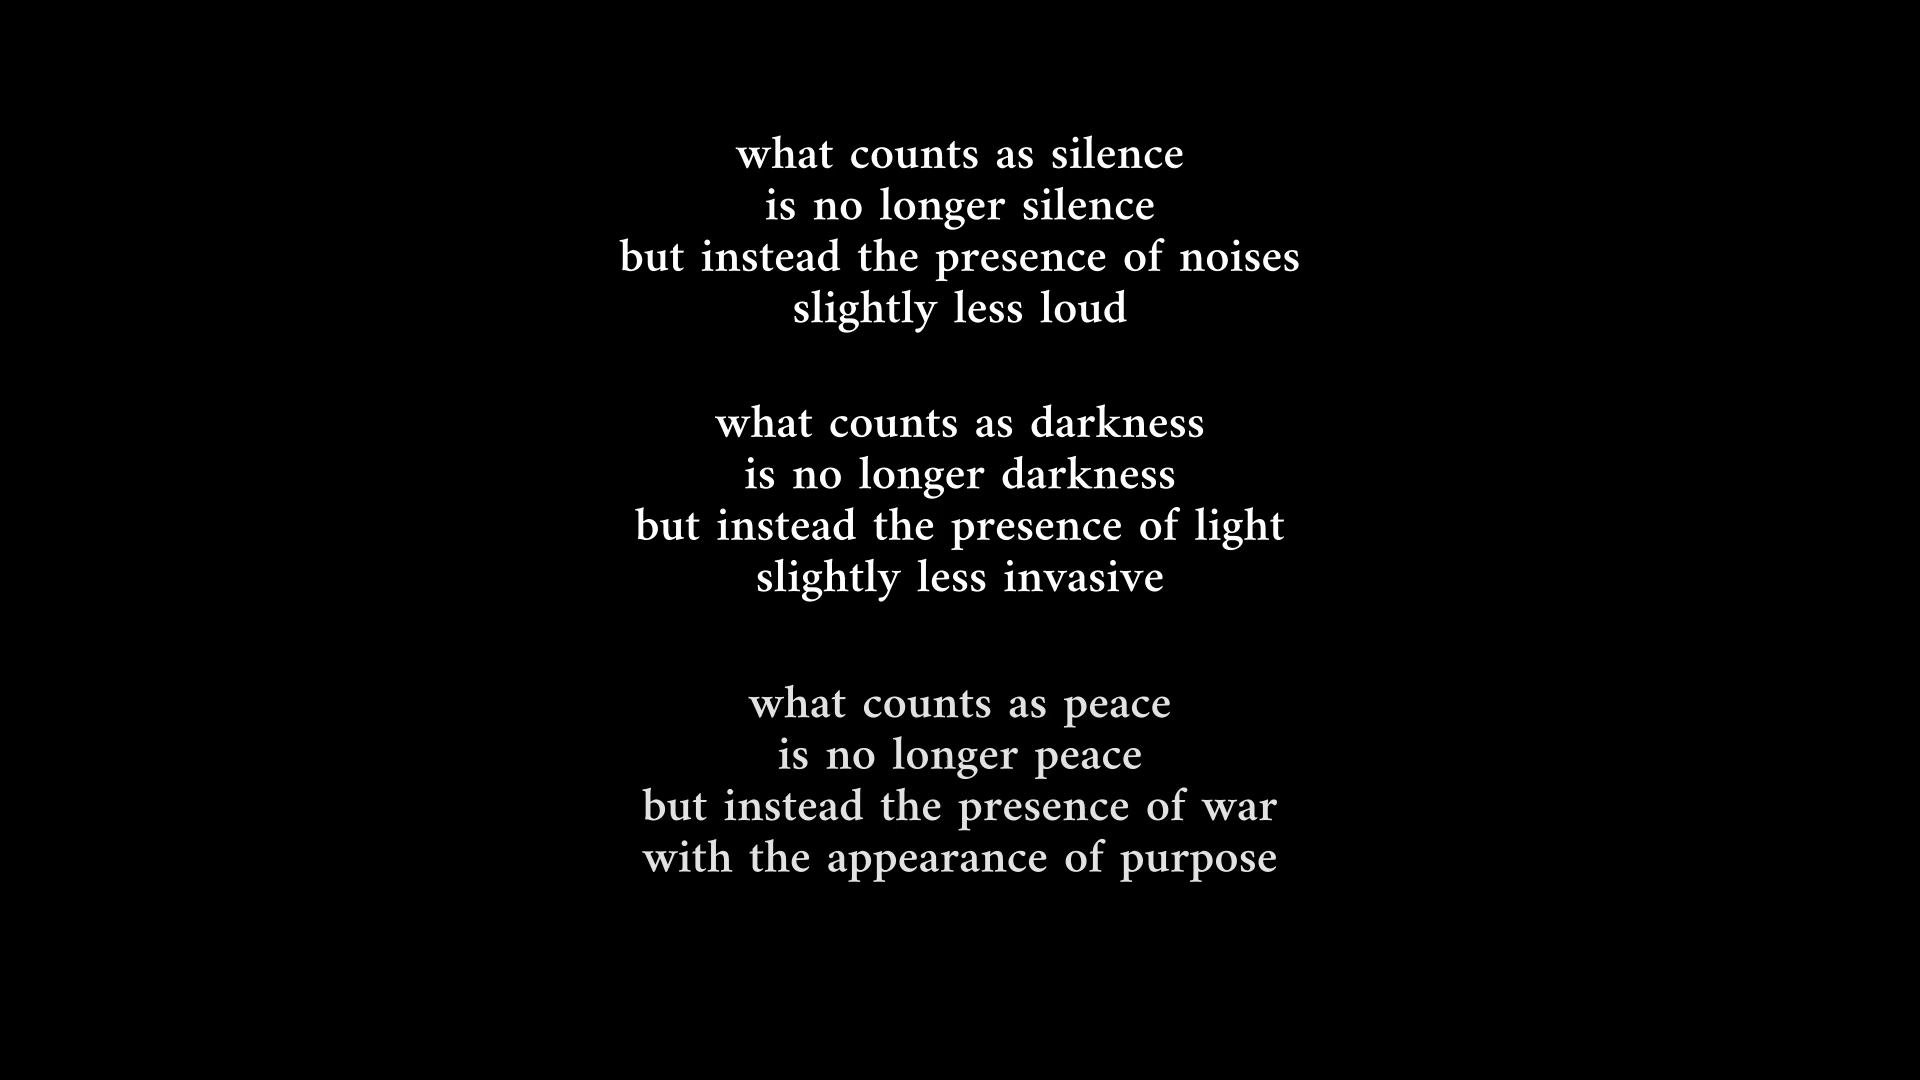 what counts as silence
is no longer silence
but instead the presence of noises
slightly less loud
what counts as darkness
is no longer darkness
but instead the presence of light
slightly less invasive
what counts as peace
is no longer peace
but instead the presence of war
with the appearance of purpose